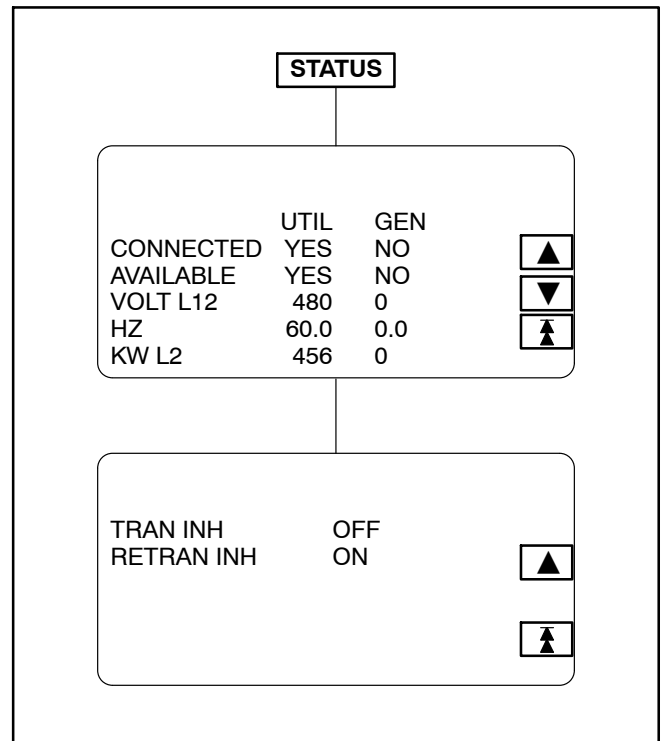 STATUS
UTIL GEN
CONNECTED YES NO
AVAILABLE YES NO
VOLT L12 480 0
HZ 60.0 0.0
KW L2 456 0
TRAN INH OFF
RETRAN INH ON